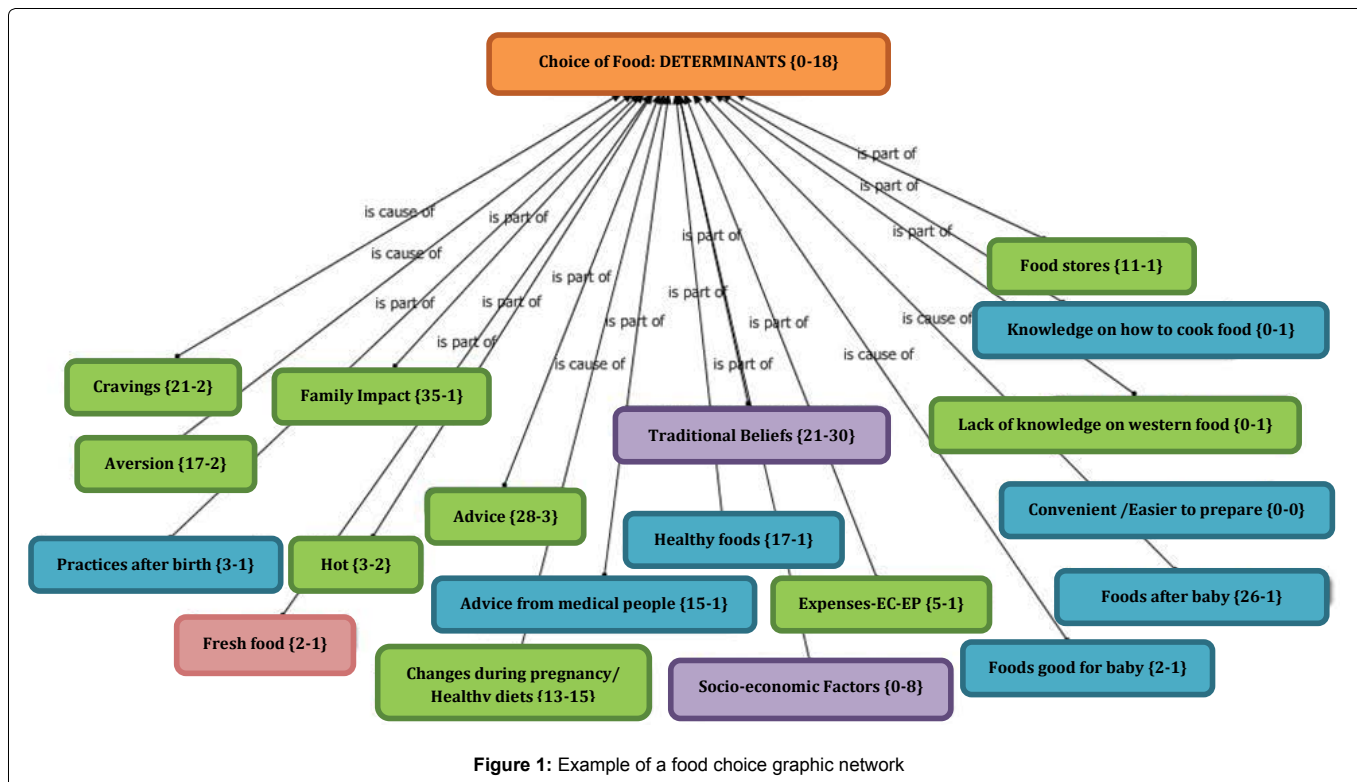 Choice of Food: DETERMINANTS {0-18}
is part of
is part of
is cause of
is part of
is part of
is part of
is cause of
is part of
is part of
is part of
is part of
is part of
is part of
is cause of
is part of
is cause of
is part of
is cause of
Food stores {11-1}
Knowledge on how to cook food {0-1}
Cravings {21-2}
Family Impact {35-1}
Lack of knowledge on western food {0-1}
Traditional Beliefs {21-30}
Aversion {17-2}
Advice {28-3}
Convenient /Easier to prepare {0-0}
Healthy foods {17-1}
Practices after birth {3-1}
Hot {3-2}
Advice from medical people {15-1}
Expenses-EC-EP {5-1}
Foods after baby {26-1}
Fresh food {2-1}
Foods good for baby {2-1}
Changes during pregnancy/
Healthy diets {13-15}
Socio-economic Factors {0-8}
Figure 1: Example of a food choice graphic network